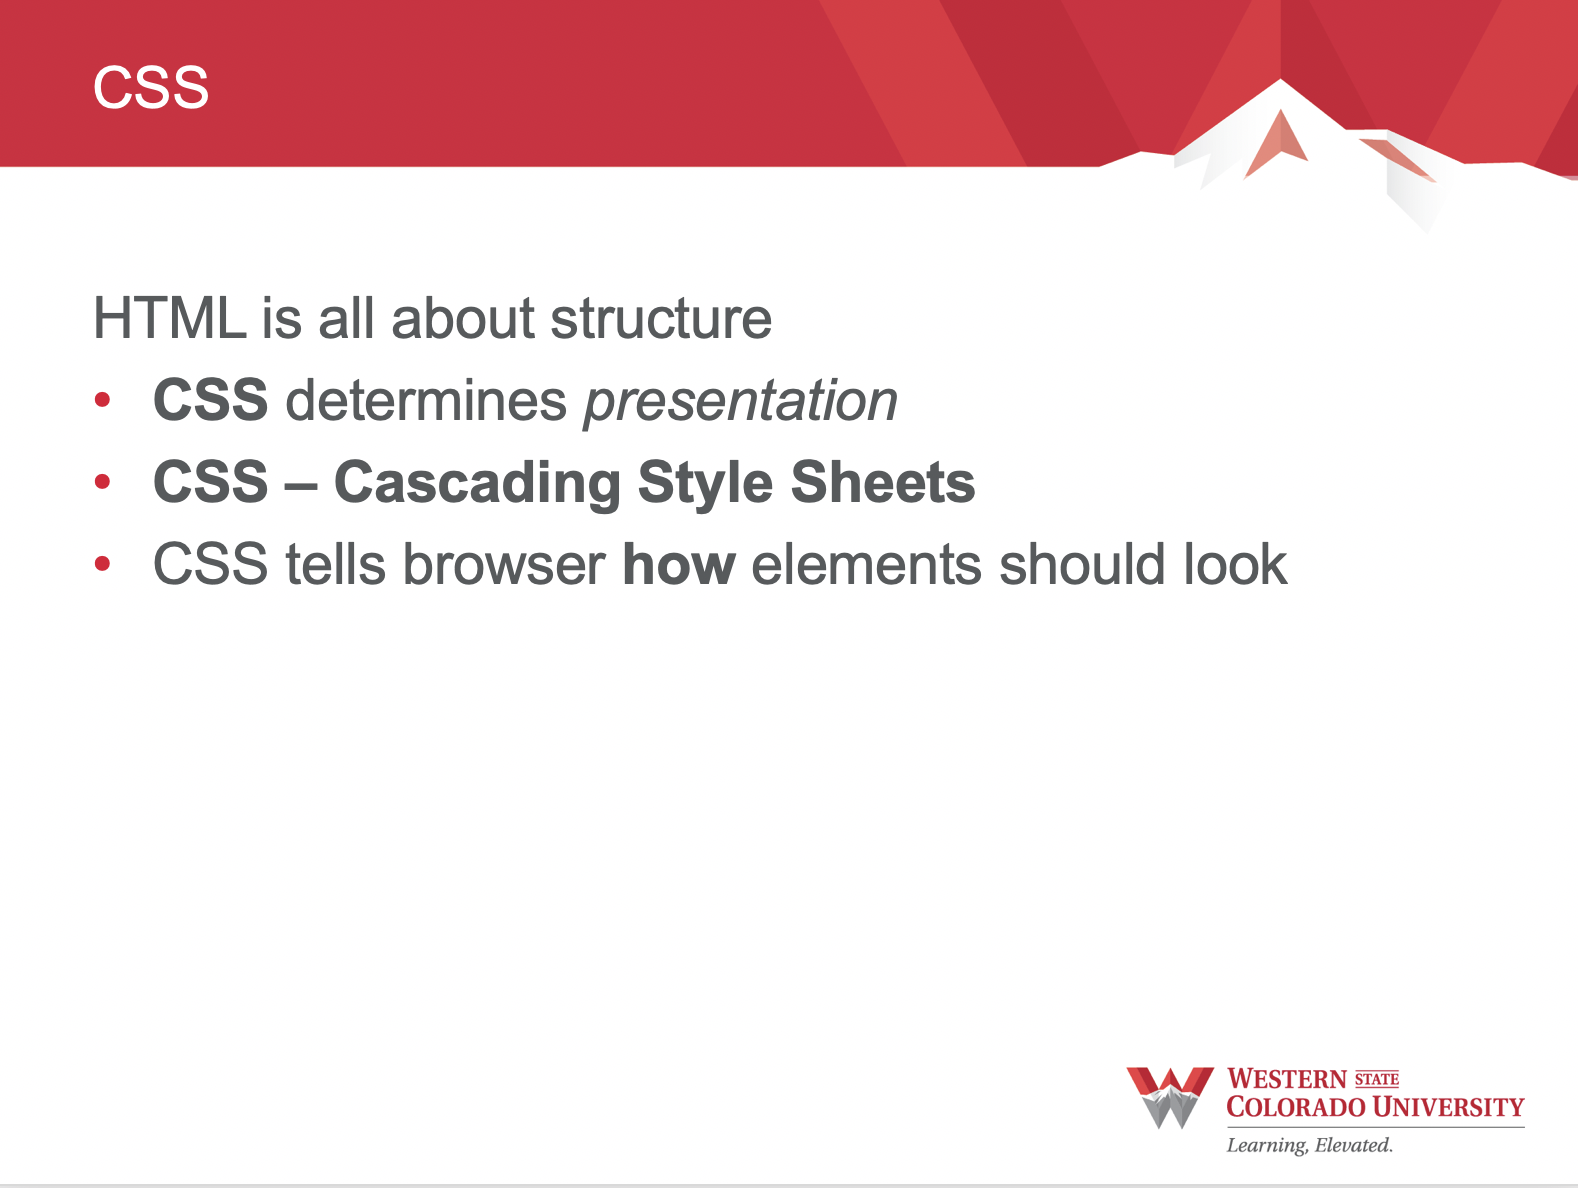 CSS
HTML is all about structure
• CSS determines presentation
• CSS – Cascading Style Sheets
• CSS tells browser how elements should look
WESTERN STATE
COLORADO UNIVERSITY
Learning, Elevated.